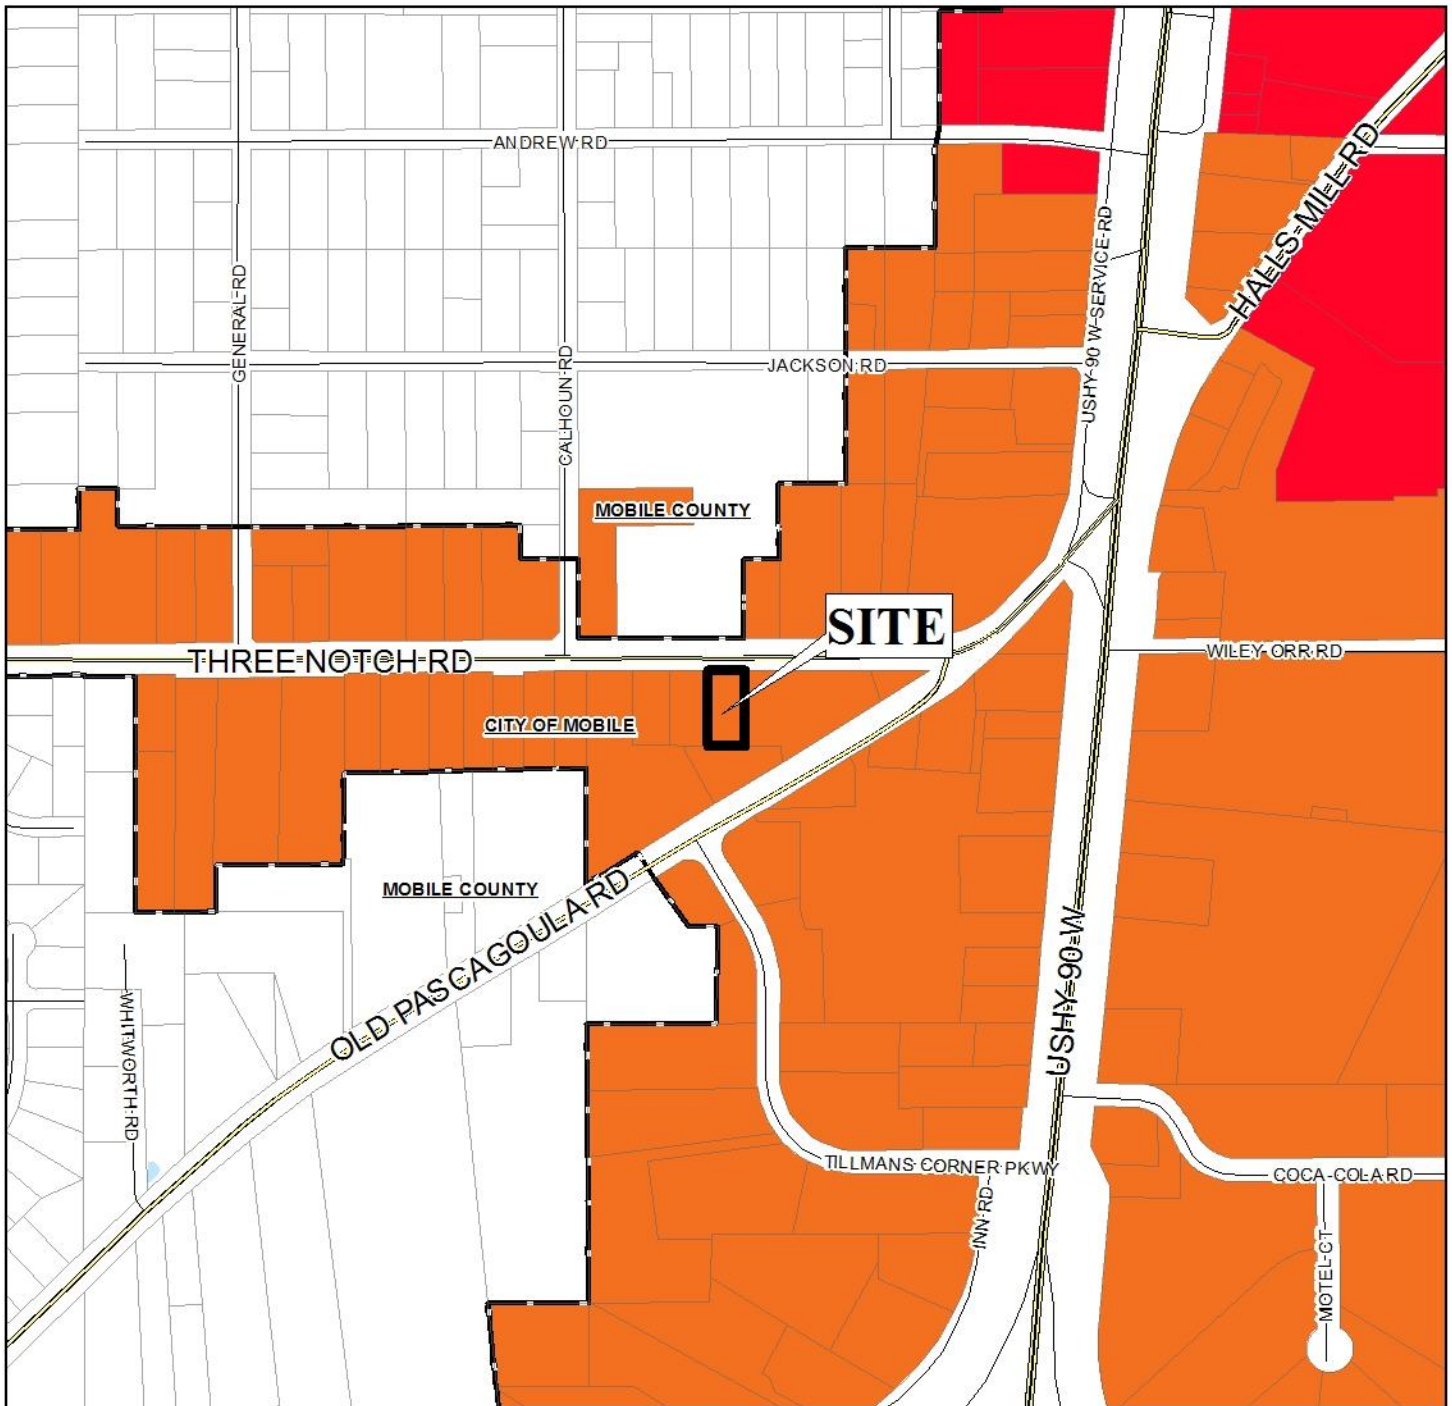 ANDREW RD
HALLS MILL RD
USHY 90 W SERVICE RD
GENERAL RD
CALHOUN RD
JACKSON RD
MOBILE COUNTY
SITE
THREE NOTCH RD
WILEY ORR RD
CITY OF MOBILE
MOBILE COUNTY
OLD PASCAGOULA RD
USHY 90 W
WHITWORTH RD
TILLMANS CORNER PKWY
COCA COLA RD
INN RD
MOTEL CT